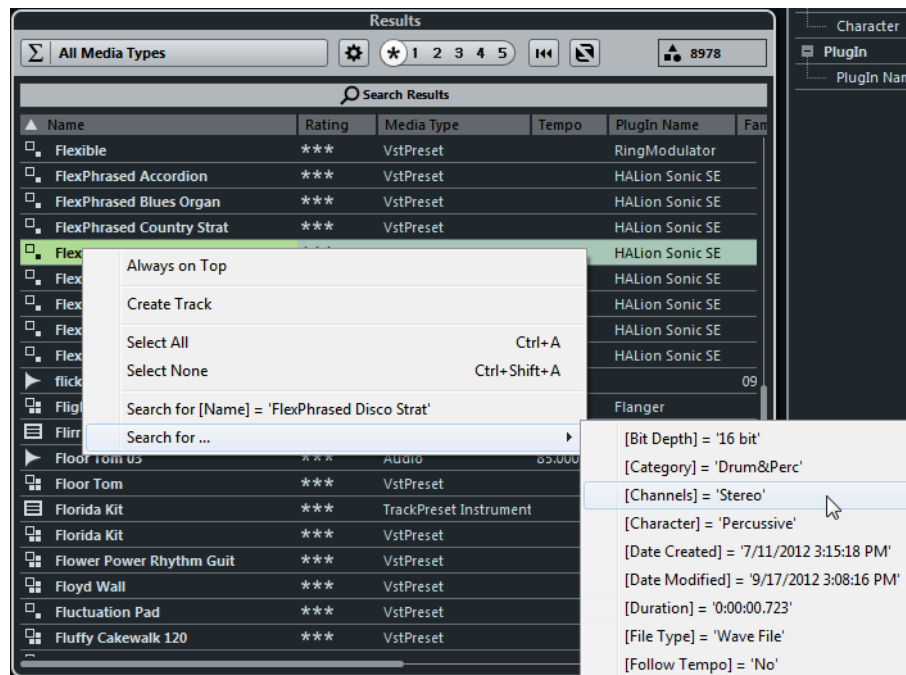 Results
Character
All Media Types * 1 2 3 4 5 8978
PlugIn
PlugIn Nam
Search Results
Name Rating Media Type Tempo PlugIn Name Fam
Flexible *** VstPreset RingModulator
FlexPhrased Accordion *** VstPreset HALion Sonic SE
FlexPhrased Blues Organ *** VstPreset HALion Sonic SE
FlexPhrased Country Strat *** VstPreset HALion Sonic SE
Flex HALion Sonic SE
Flex HALion Sonic SE
Flex HALion Sonic SE
Flex HALion Sonic SE
Flex HALion Sonic SE
flick 09
Fligh Flanger
Flirr
Floor Tom 03 *** Audio 85.000
Floor Tom *** VstPreset
Florida Kit *** TrackPreset Instrument
Florida Kit *** VstPreset
Flower Power Rhythm Guit *** VstPreset
Floyd Wall *** VstPreset
Fluctuation Pad *** VstPreset
Fluffy Cakewalk 120 *** VstPreset
Always on Top
Create Track
Select All Ctrl+A
Select None Ctrl+Shift+A
Search for [Name] = 'FlexPhrased Disco Strat'
Search for ...
[Bit Depth] = '16 bit'
[Category] = 'Drum&Perc'
[Channels] = 'Stereo'
[Character] = 'Percussive'
[Date Created] = '7/11/2012 3:15:18 PM'
[Date Modified] = '9/17/2012 3:08:16 PM'
[Duration] = '0:00:00.723'
[File Type] = 'Wave File'
[Follow Tempo] = 'No'